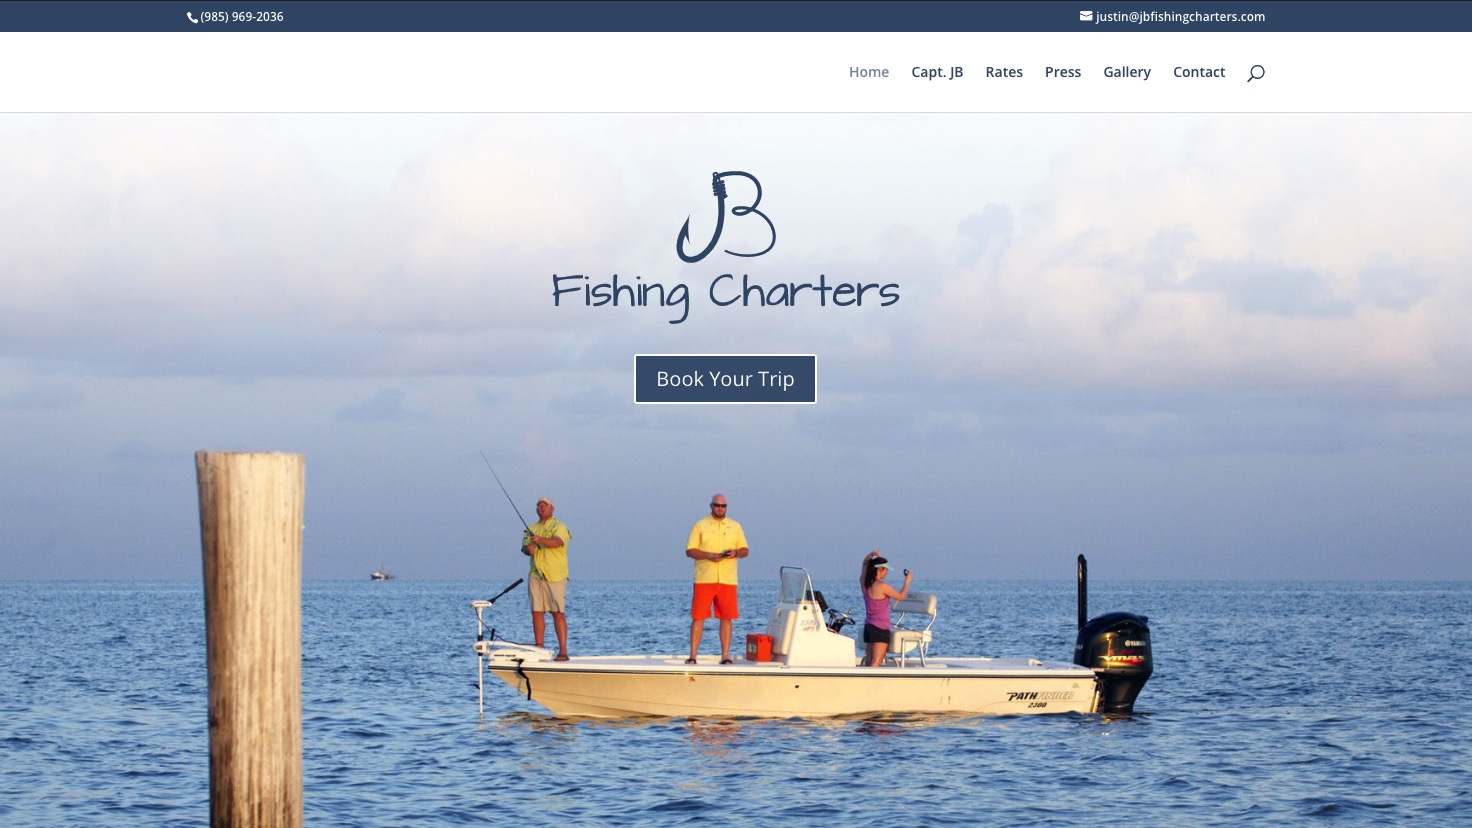 (985) 969-2036
justin@jbfishingcharters.com
Home Capt. JB Rates Press Gallery Contact
JB
Fishing Charters
Book Your Trip
YAMAHA
VMAX
PATHFINDER
2300